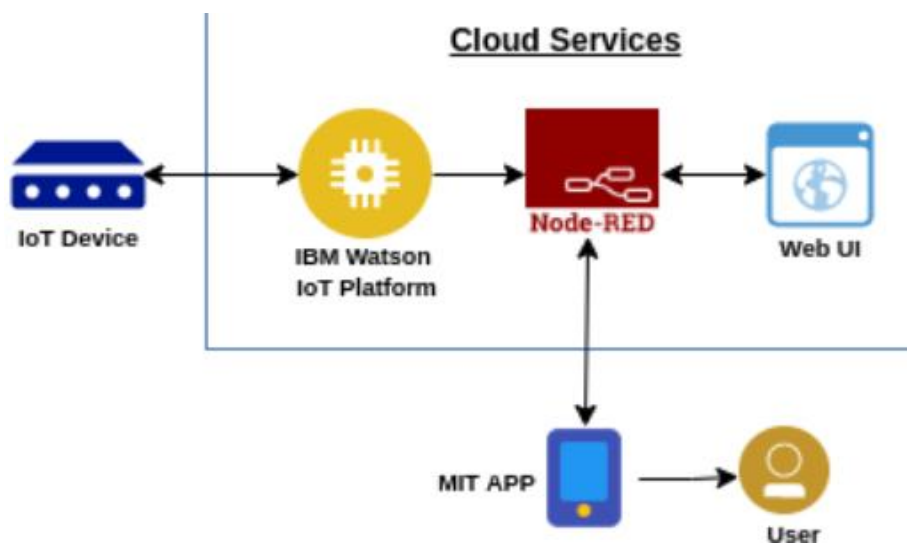 Cloud Services
IoT Device
IBM Watson
IoT Platform
Node-RED
Web UI
MIT APP
User